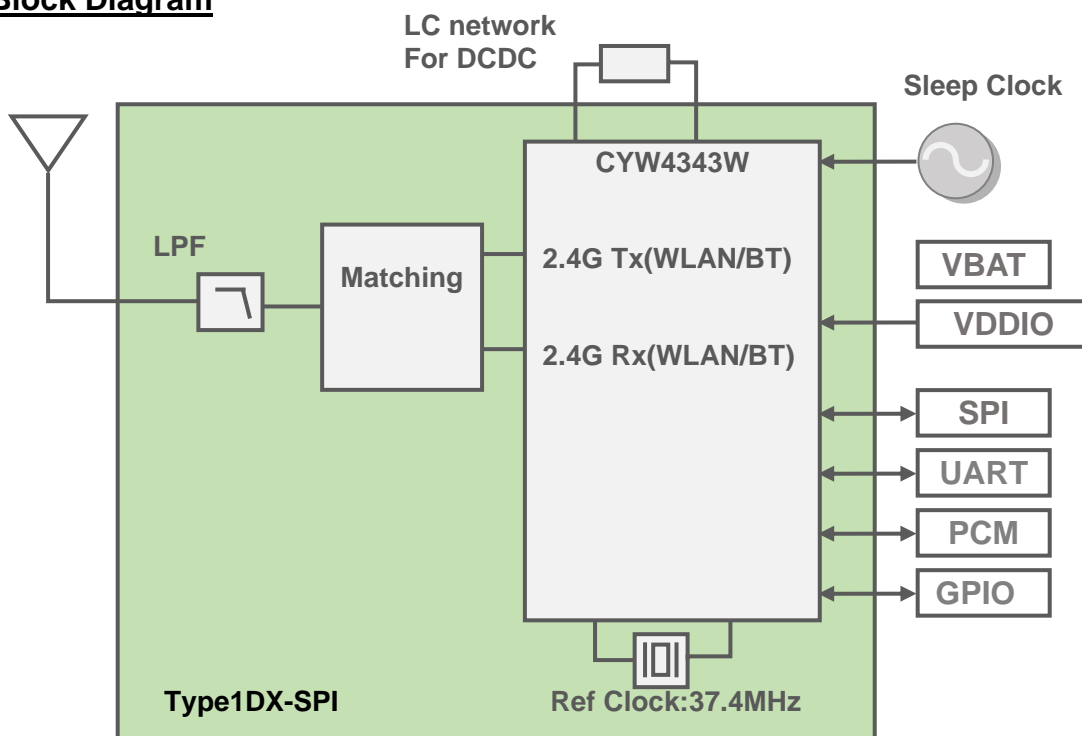 Block Diagram
LC network
For DCDC
Sleep Clock
CYW4343W
LPF
Matching
2.4G Tx(WLAN/BT)
2.4G Rx(WLAN/BT)
VBAT
VDDIO
SPI
UART
PCM
GPIO
Type1DX-SPI
Ref Clock:37.4MHz